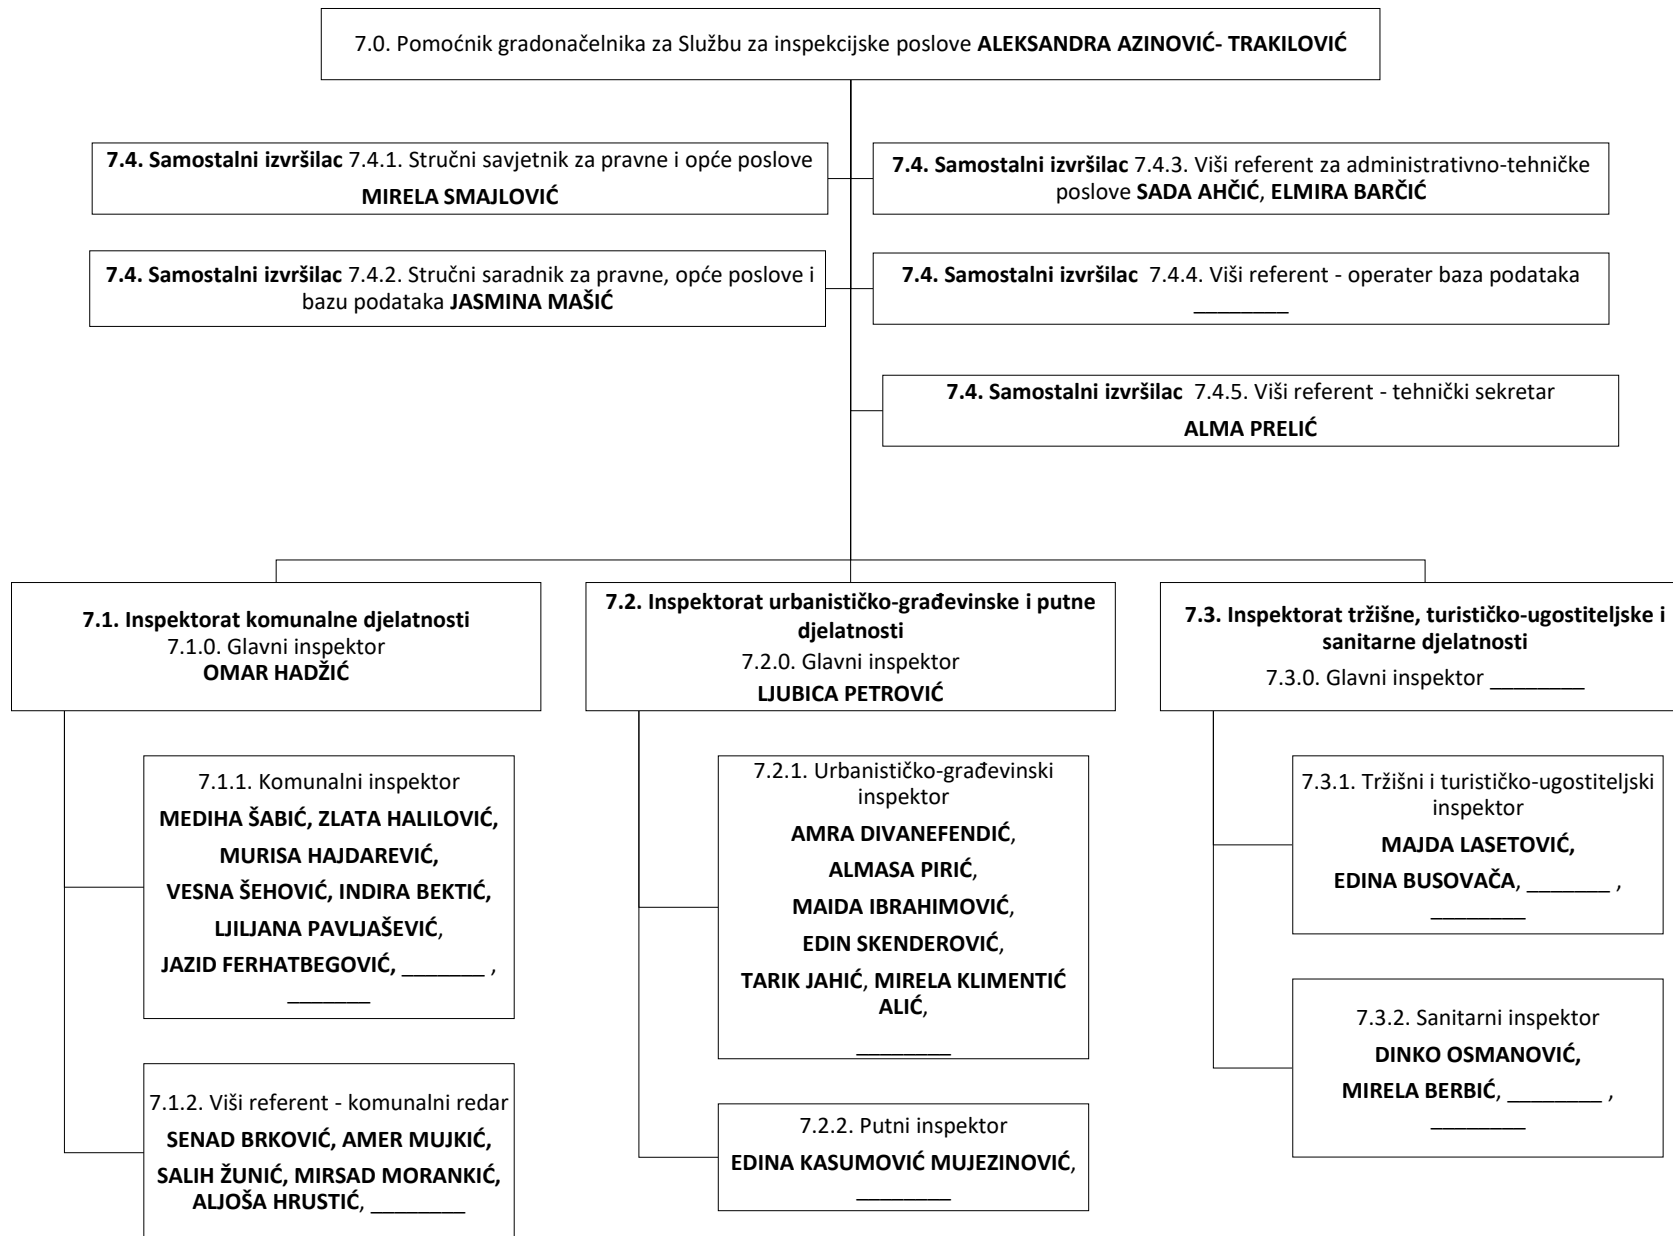 7.0. Pomoćnik gradonačelnika za Službu za inspekcijske poslove ALEKSANDRA AZINOVIĆ- TRAKILOVIĆ
7.4. Samostalni izvršilac 7.4.1. Stručni savjetnik za pravne i opće poslove
MIRELA SMAJLOVIĆ
7.4. Samostalni izvršilac 7.4.3. Viši referent za administrativno-tehničke
poslove SADA AHČIĆ, ELMIRA BARČIĆ
7.4. Samostalni izvršilac 7.4.2. Stručni saradnik za pravne, opće poslove i
bazu podataka JASMINA MAŠIĆ
7.4. Samostalni izvršilac 7.4.4. Viši referent - operater baza podataka
________
7.4. Samostalni izvršilac 7.4.5. Viši referent - tehnički sekretar
ALMA PRELIĆ
7.1. Inspektorat komunalne djelatnosti
7.1.0. Glavni inspektor
OMAR HADŽIĆ
7.1.1. Komunalni inspektor
MEDIHA ŠABIĆ, ZLATA HALILOVIĆ,
MURISA HAJDAREVIĆ,
VESNA ŠEHOVIĆ, INDIRA BEKTIĆ,
LJILJANA PAVLJAŠEVIĆ,
JAZID FERHATBEGOVIĆ, _______ ,
_______
7.1.2. Viši referent - komunalni redar
SENAD BRKOVIĆ, AMER MUJKIĆ,
SALIH ŽUNIĆ, MIRSAD MORANKIĆ,
ALJOŠA HRUSTIĆ, ________
7.2. Inspektorat urbanističko-građevinske i putne
djelatnosti
7.2.0. Glavni inspektor
LJUBICA PETROVIĆ
7.2.1. Urbanističko-građevinski
inspektor
AMRA DIVANEFENDIĆ,
ALMASA PIRIĆ,
MAIDA IBRAHIMOVIĆ,
EDIN SKENDEROVIĆ,
TARIK JAHIĆ, MIRELA KLIMENTIĆ
ALIĆ,
________
7.2.2. Putni inspektor
EDINA KASUMOVIĆ MUJEZINOVIĆ,
________
7.3. Inspektorat tržišne, turističko-ugostiteljske i
sanitarne djelatnosti
7.3.0. Glavni inspektor ________
7.3.1. Tržišni i turističko-ugostiteljski
inspektor
MAJDA LASETOVIĆ,
EDINA BUSOVAČA, _______ ,
________
7.3.2. Sanitarni inspektor
DINKO OSMANOVIĆ,
MIRELA BERBIĆ, ________ ,
________